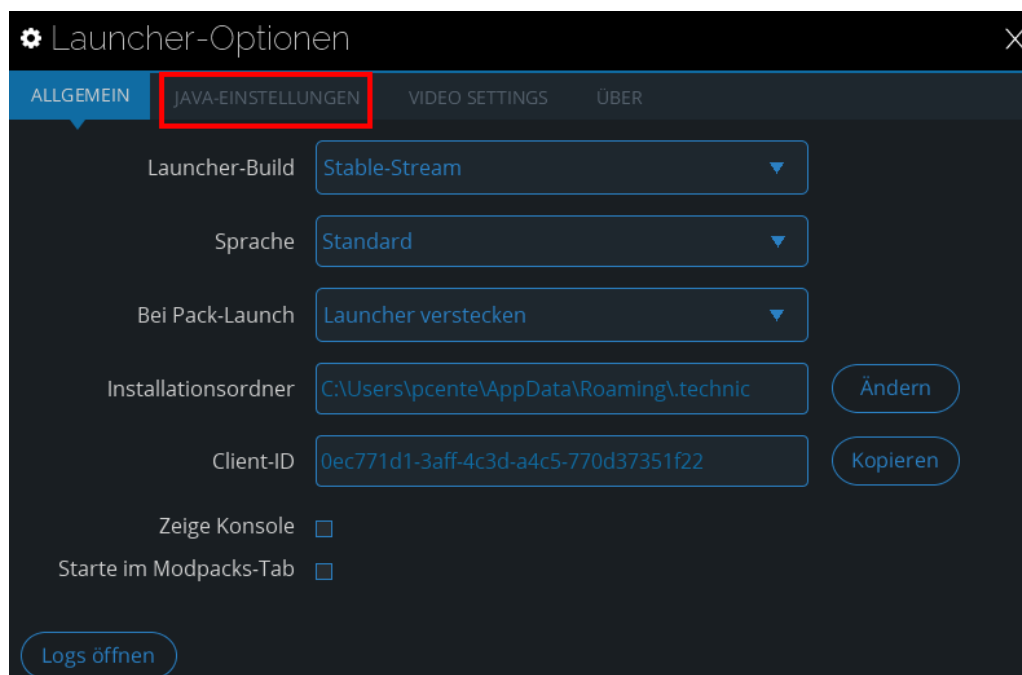 Launcher-Optionen
ALLGEMEIN JAVA-EINSTELLUNGEN VIDEO SETTINGS ÜBER
Launcher-Build Stable-Stream
Sprache Standard
Bei Pack-Launch Launcher verstecken
Installationsordner C:\Users\pcente\AppData\Roaming\.technic Ändern
Client-ID 0ec771d1-3aff-4c3d-a4c5-770d37351f22 Kopieren
Zeige Konsole
Starte im Modpacks-Tab
Logs öffnen